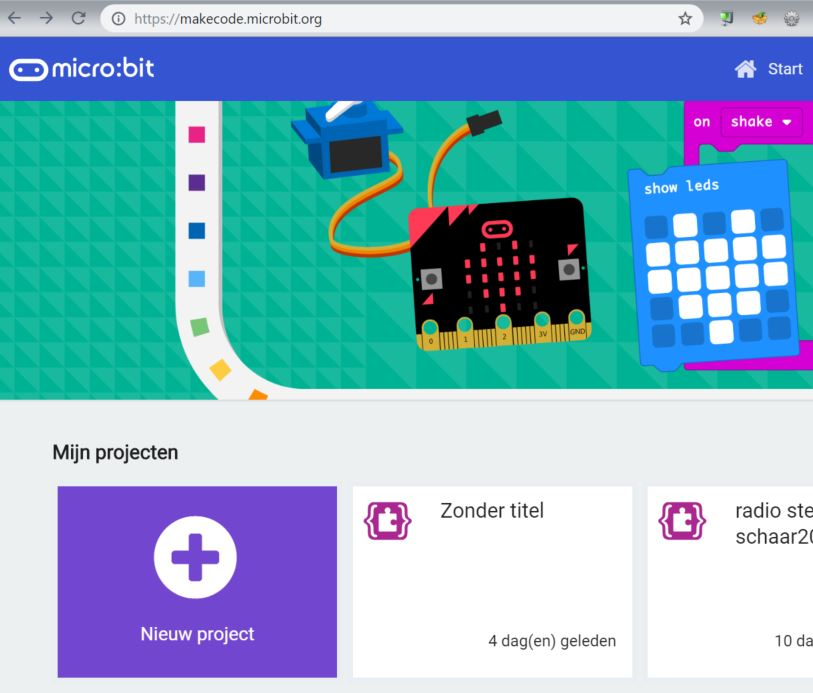 https://makecode.microbit.org
micro:bit
Start
on shake
show leds
0 1 2 3V GND
Mijn projecten
Zonder titel
radio ste
schaar20
Nieuw project
4 dag(en) geleden
10 da